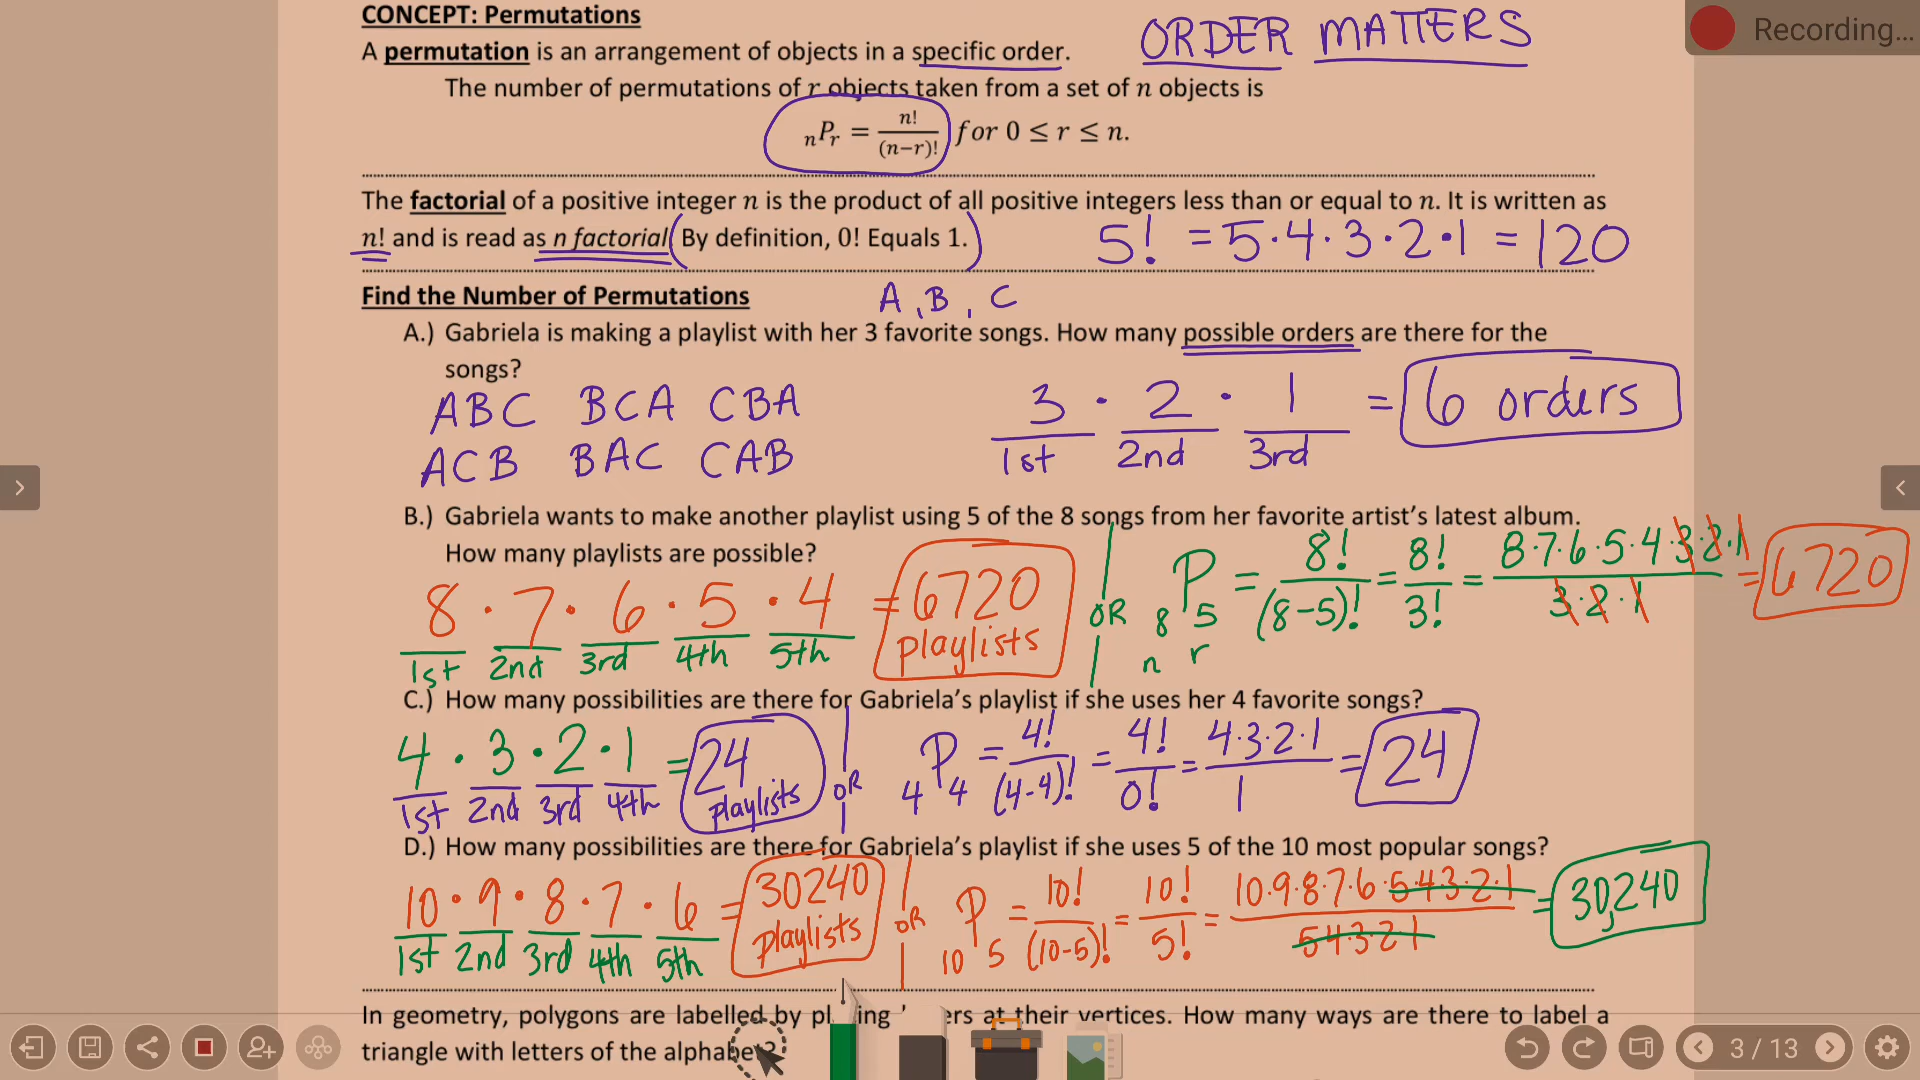 CONCEPT: Permutations
ORDER MATTERS
Recording...
A permutation is an arrangement of objects in a specific order.
The number of permutations of r objects taken from a set of n objects is
nPr = n!/(n−r)! for 0 ≤ r ≤ n.
The factorial of a positive integer n is the product of all positive integers less than or equal to n. It is written as
n! and is read as n factorial (By definition, 0! Equals 1.)
5! = 5·4·3·2·1 = 120
Find the Number of Permutations
A, B, C
A.) Gabriela is making a playlist with her 3 favorite songs. How many possible orders are there for the
songs?
ABC BCA CBA
ACB BAC CAB
3 · 2 · 1 = 6 orders
1st 2nd 3rd
B.) Gabriela wants to make another playlist using 5 of the 8 songs from her favorite artist's latest album.
How many playlists are possible?
8 · 7 · 6 · 5 · 4 = 6720 playlists
1st 2nd 3rd 4th 5th
OR
8P5 = 8!/(8-5)! = 8!/3! = 8·7·6·5·4·3·2·1/3·2·1 = 6720
n r
C.) How many possibilities are there for Gabriela's playlist if she uses her 4 favorite songs?
4 · 3 · 2 · 1 = 24 playlists
1st 2nd 3rd 4th
OR
4P4 = 4!/(4-4)! = 4!/0! = 4·3·2·1/1 = 24
D.) How many possibilities are there for Gabriela's playlist if she uses 5 of the 10 most popular songs?
10 · 9 · 8 · 7 · 6 = 30240 playlists
1st 2nd 3rd 4th 5th
OR
10P5 = 10!/(10-5)! = 10!/5! = 10·9·8·7·6·5·4·3·2·1/5·4·3·2·1 = 30,240
In geometry, polygons are labelled by at their vertices. How many ways are there to label a
triangle with letters of the alphabet?
3 / 13